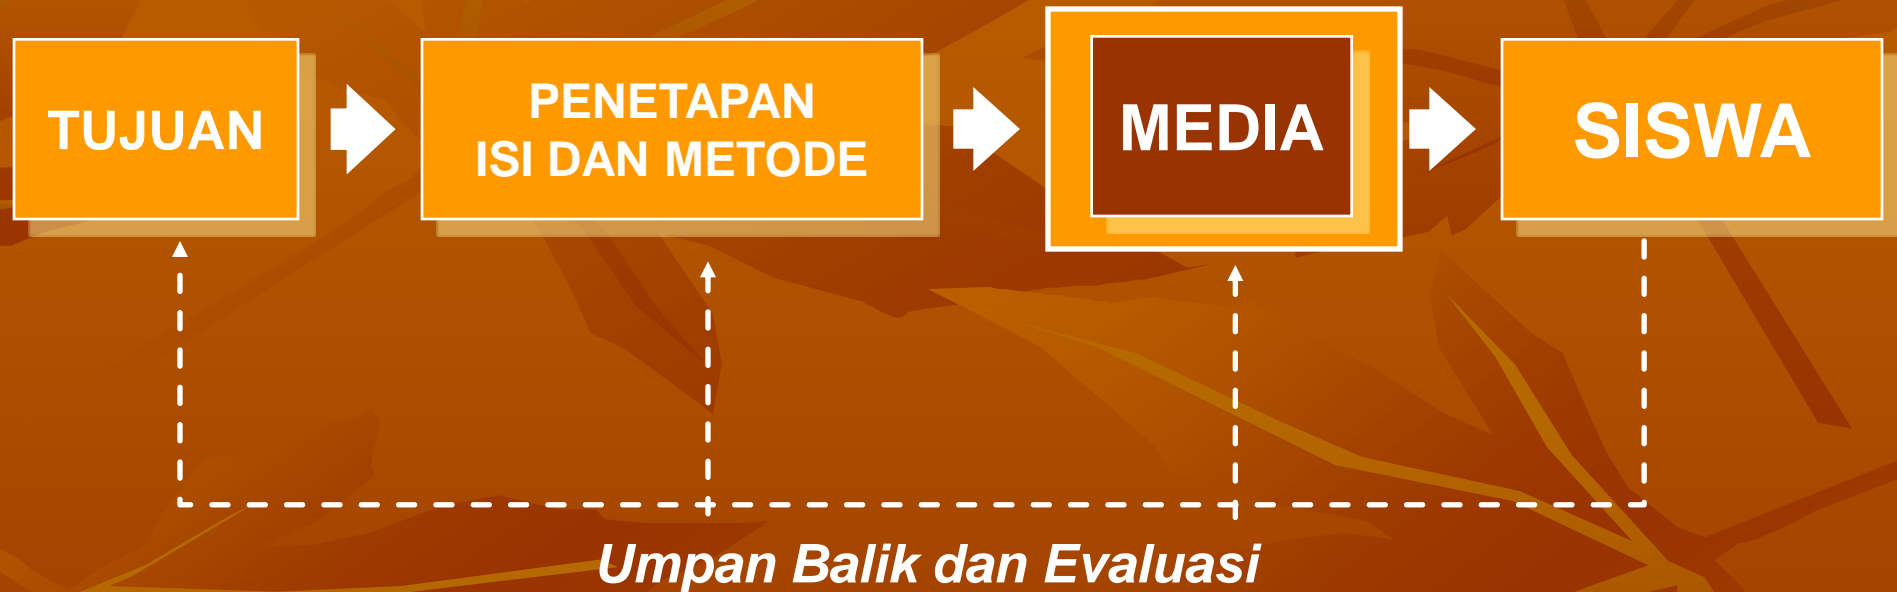 TUJUAN
PENETAPAN
ISI DAN METODE
MEDIA
SISWA
Umpan Balik dan Evaluasi